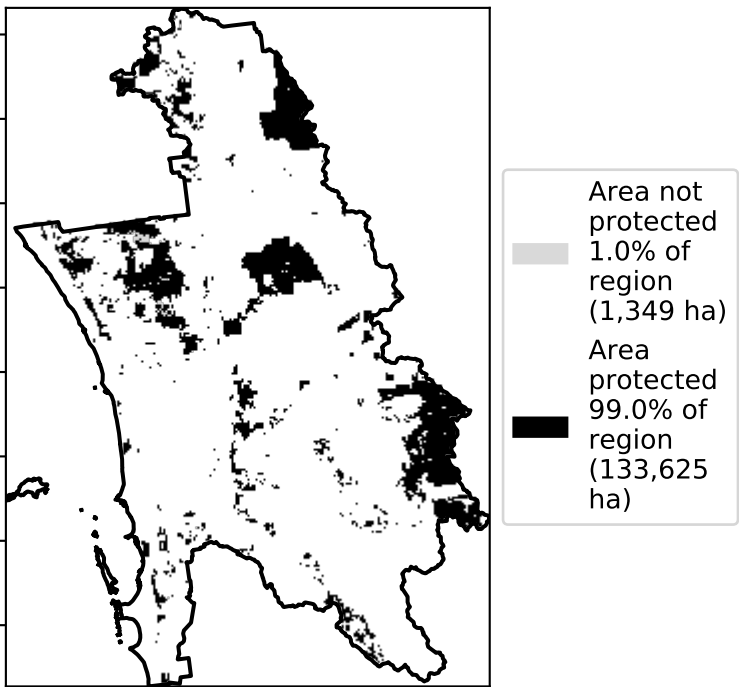 Area not
protected
1.0% of
region
(1,349 ha)
Area
protected
99.0% of
region
(133,625
ha)